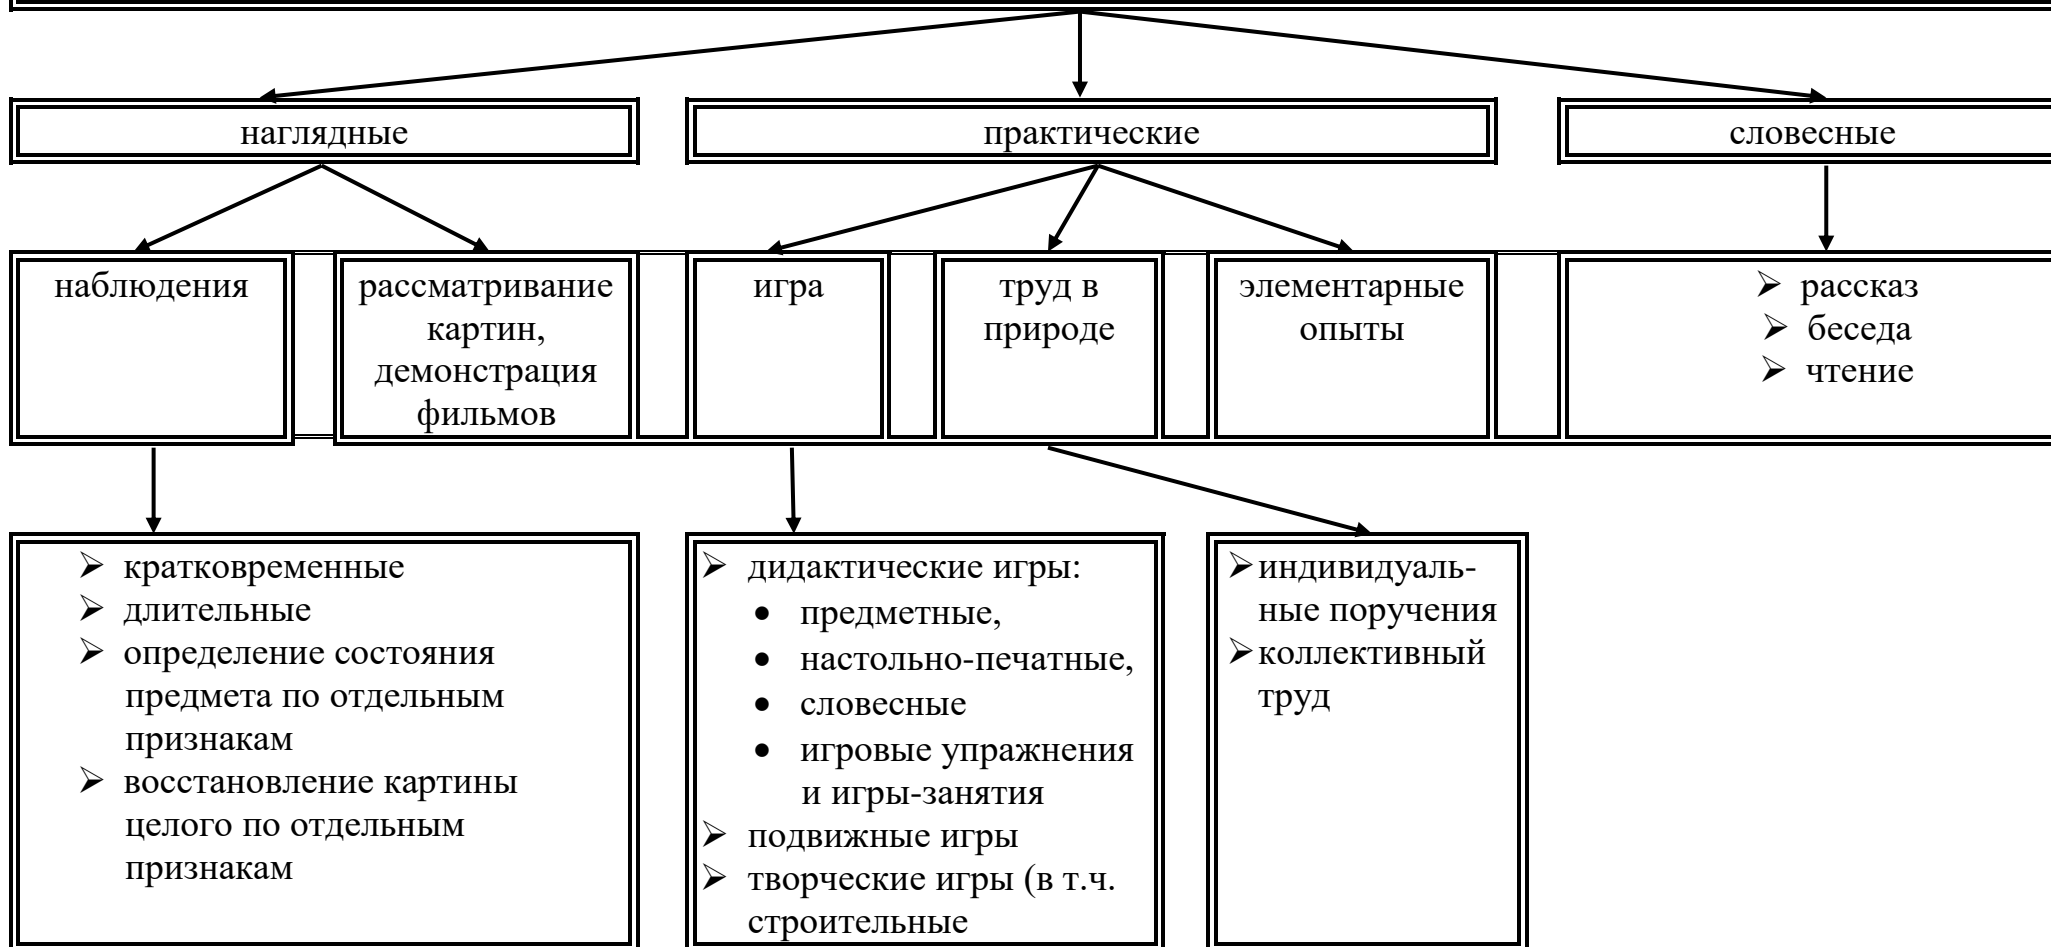 наглядные
практические
словесные
наблюдения
рассматривание
картин,
демонстрация
фильмов
игра
труд в
природе
элементарные
опыты
➢ рассказ
➢ беседа
➢ чтение
➢ кратковременные
➢ длительные
➢ определение состояния
предмета по отдельным
признакам
➢ восстановление картины
целого по отдельным
признакам
➢ дидактические игры:
• предметные,
• настольно-печатные,
• словесные
• игровые упражнения
и игры-занятия
➢ подвижные игры
➢ творческие игры (в т.ч.
строительные
➢ индивидуаль-
ные поручения
➢ коллективный
труд